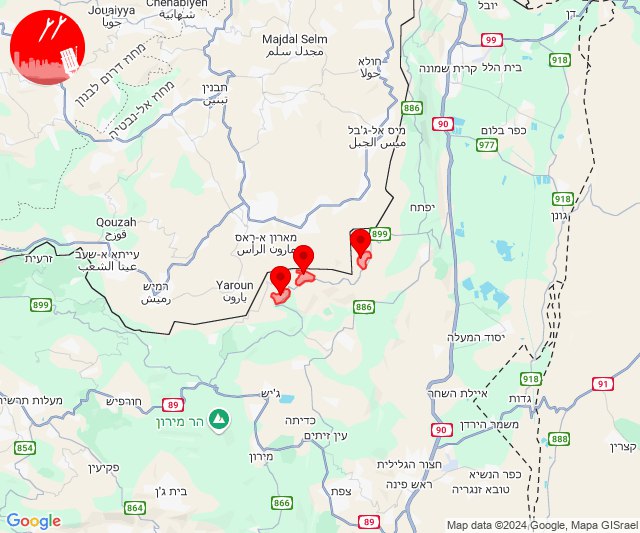 Jouaiyya
جويا
Chehabiyeh
شهابية
יובל
דן
99
918
Majdal Selm
مجدل سلم
חולא
حولا
בית הלל
קרית שמונה
918
מחוז דרום לבנון
מחוז אל-נבטיה
תבנין
تبنين
886
90
כפר בלום
977
מיס אל-ג'בל
ميس الجبل
918
גונן
Qouzah
قوزح
זרעית
עייתא א-שעב
عيتا الشعب
מארון א-ראס
مارون الراس
899
יפתח
רמיש
رميش
Yaroun
يارون
899
886
יסוד המעלה
918
91
גדות
איילת השחר
ג'יש
חורפיש
89
מעלות תרשיחא
הר מירון
כדיתה
עין זיתים
משמר הירדן
90
888
קצרין
854
פקיעין
מירון
חצור הגלילית
ראש פינה
כפר הנשיא
טובא זנגריה
בית ג'ן
צפת
864
866
89
Google
Map data ©2024 Google, Mapa GISrael